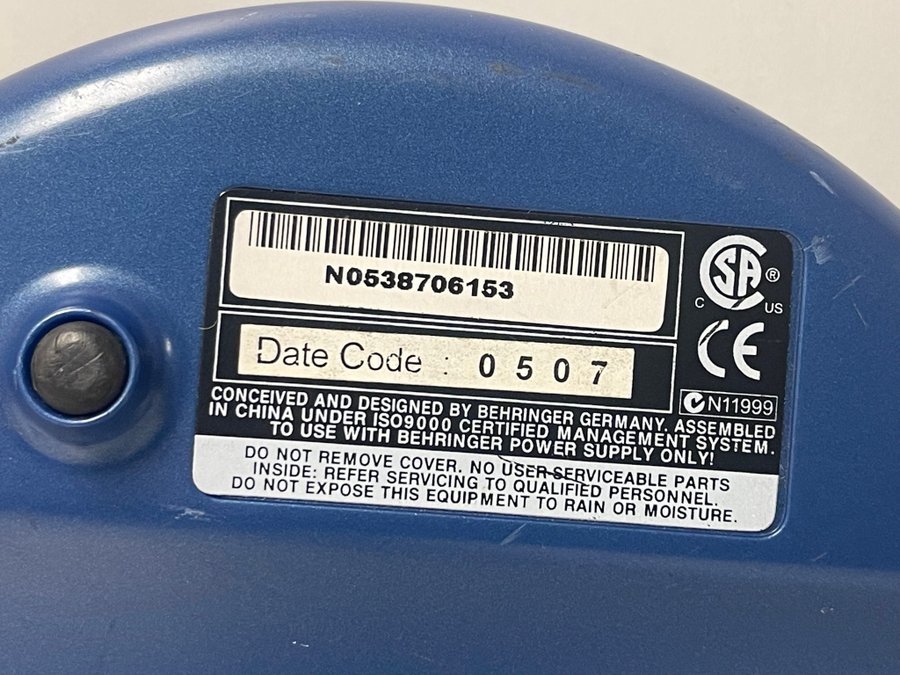 N0538706153
Date Code : 0507
CSA ®
C US
CE
N11999
CONCEIVED AND DESIGNED BY BEHRINGER GERMANY. ASSEMBLED
IN CHINA UNDER ISO9000 CERTIFIED MANAGEMENT SYSTEM.
TO USE WITH BEHRINGER POWER SUPPLY ONLY!
DO NOT REMOVE COVER. NO USER-SERVICEABLE PARTS
INSIDE: REFER SERVICING TO QUALIFIED PERSONNEL.
DO NOT EXPOSE THIS EQUIPMENT TO RAIN OR MOISTURE.